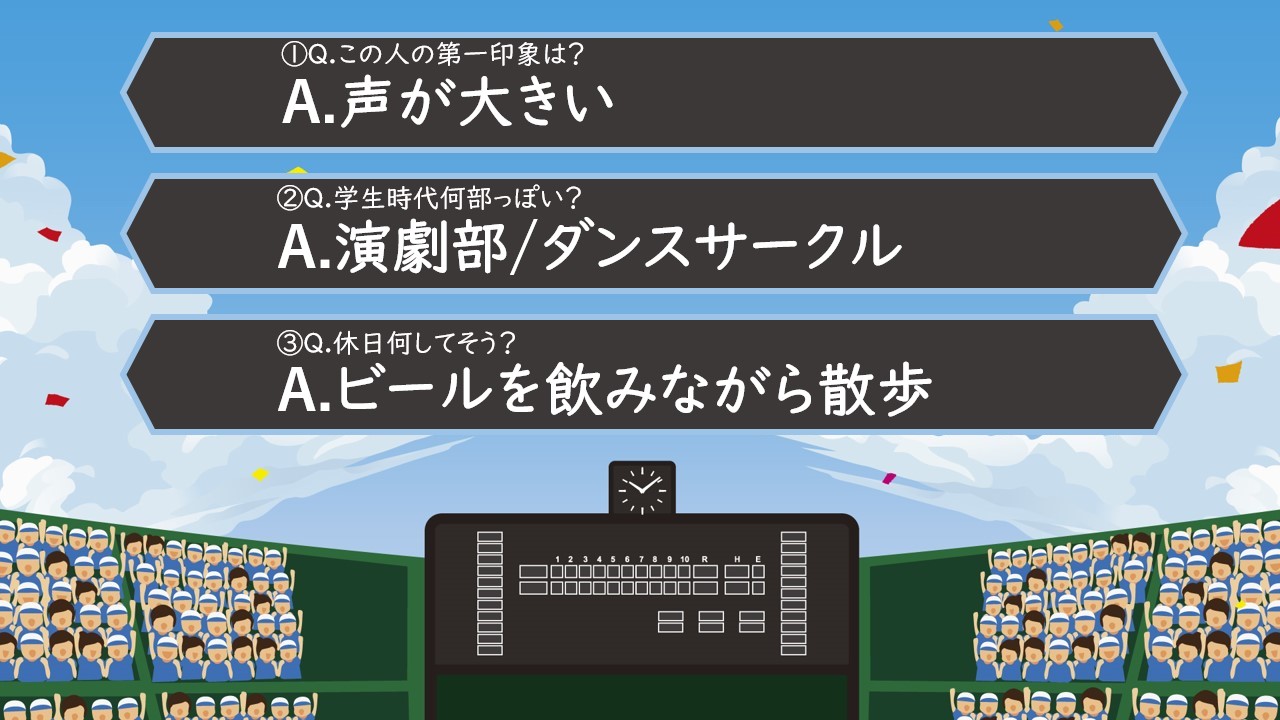 ①Q.この人の第一印象は?
A.声が大きい
②Q.学生時代何部っぽい?
A.演劇部/ダンスサークル
③Q.休日何してそう?
A.ビールを飲みながら散歩
1 2 3 4 5 6 7 8 9 10 R H E